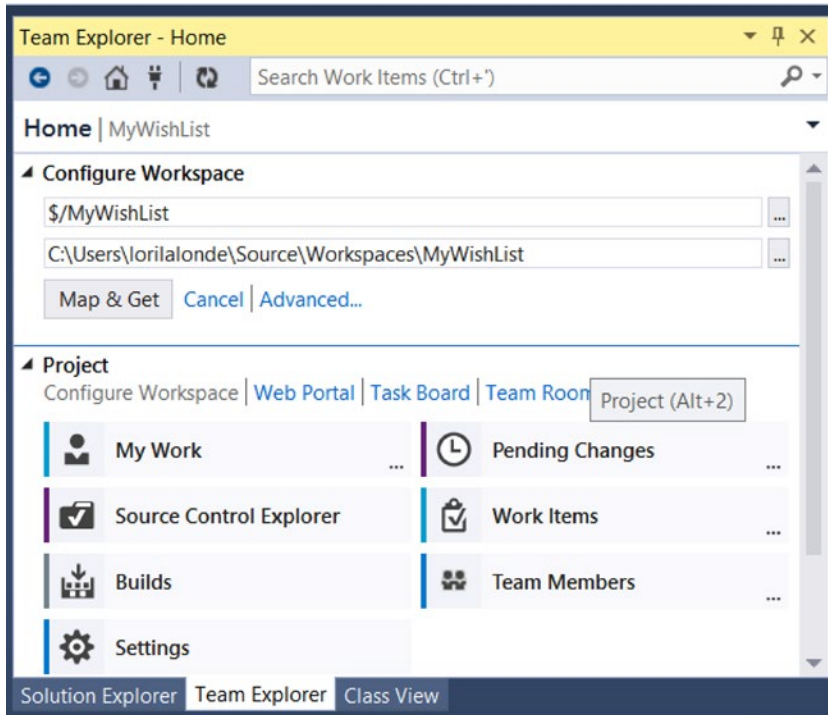 Team Explorer - Home
Search Work Items (Ctrl+')
Home | MyWishList
Configure Workspace
$/MyWishList
...
C:\Users\lorilalonde\Source\Workspaces\MyWishList
...
Map & Get Cancel | Advanced...
Project
Configure Workspace | Web Portal | Task Board | Team Room
Project (Alt+2)
My Work ...
Pending Changes ...
Source Control Explorer
Work Items ...
Builds
Team Members ...
Settings
Solution Explorer Team Explorer Class View